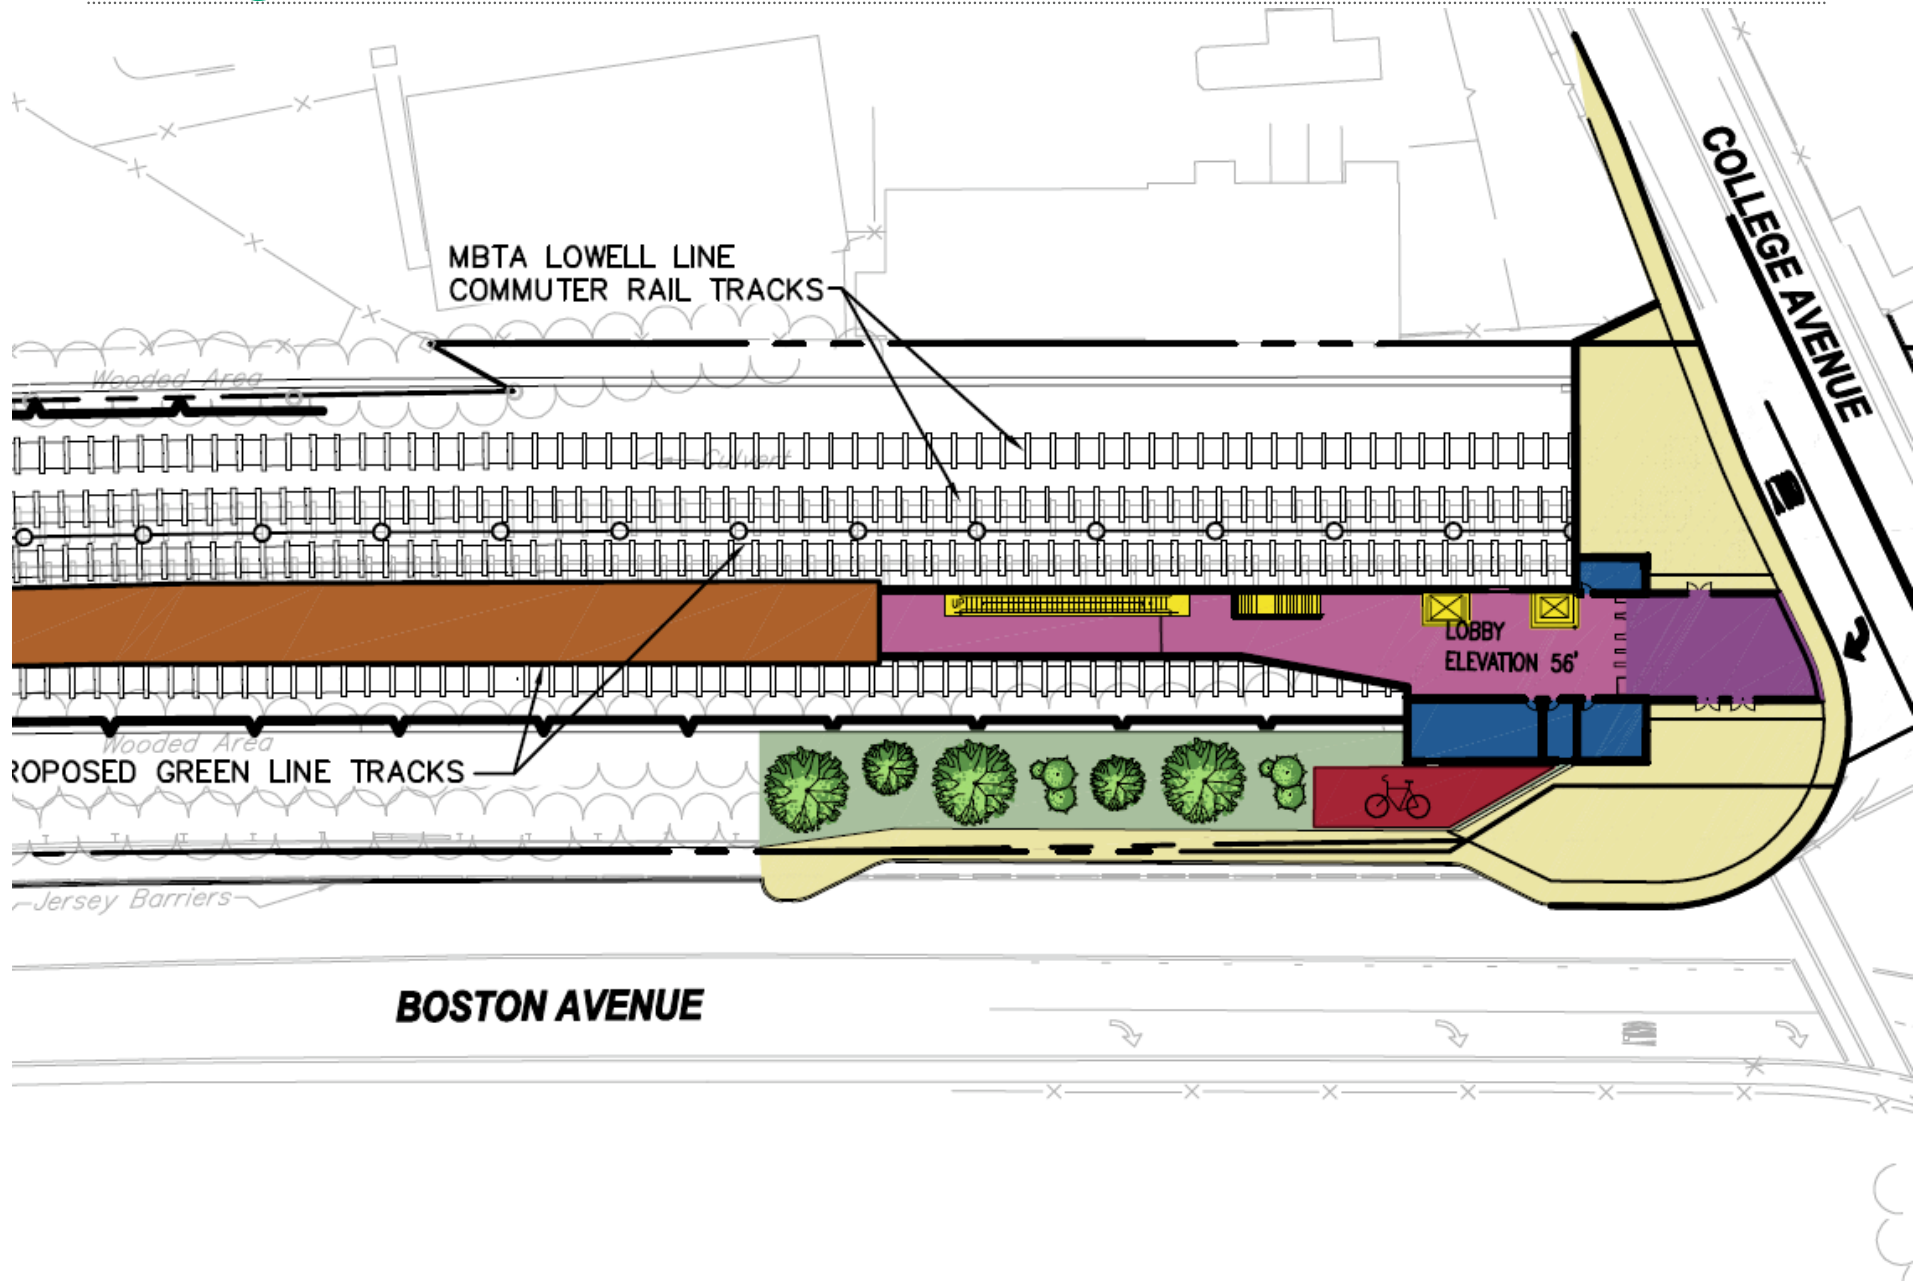 MBTA LOWELL LINE
COMMUTER RAIL TRACKS
COLLEGE AVENUE
Wooded Area
Culvert
UP
LOBBY
ELEVATION 56'
Wooded Area
ROPOSED GREEN LINE TRACKS
Jersey Barriers
BOSTON AVENUE